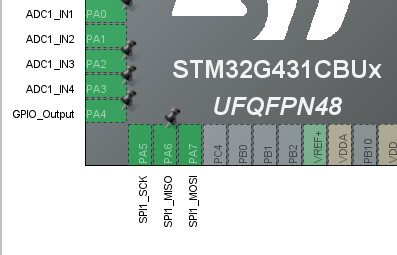 ADC1_IN1 PA0
ADC1_IN2 PA1
ADC1_IN3 PA2
ADC1_IN4 PA3
GPIO_Output PA4
STM32G431CBUx
UFQFPN48
PA5
PA6
PA7
PC4
PB0
PB1
PB2
VREF+
VDDA
PB10
VDD
SPI1_SCK
SPI1_MISO
SPI1_MOSI